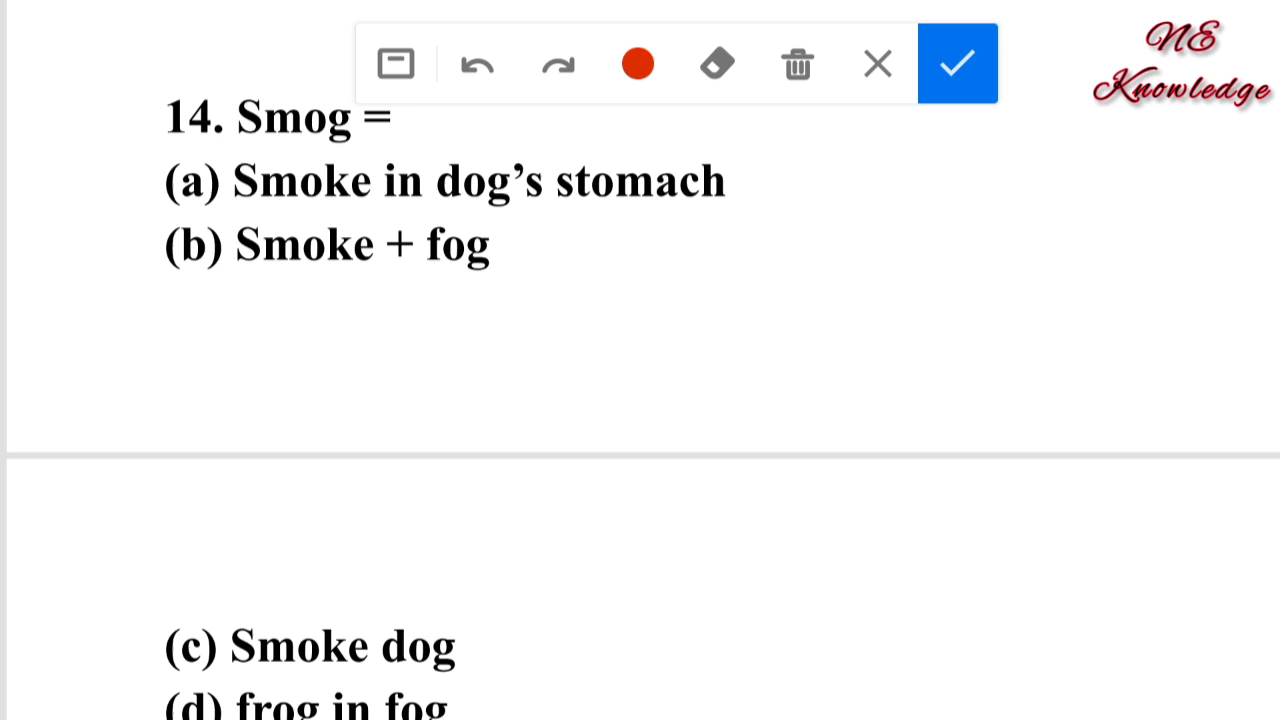 NE
Knowledge
14. Smog =
(a) Smoke in dog’s stomach
(b) Smoke + fog
(c) Smoke dog
(d) frog in fog